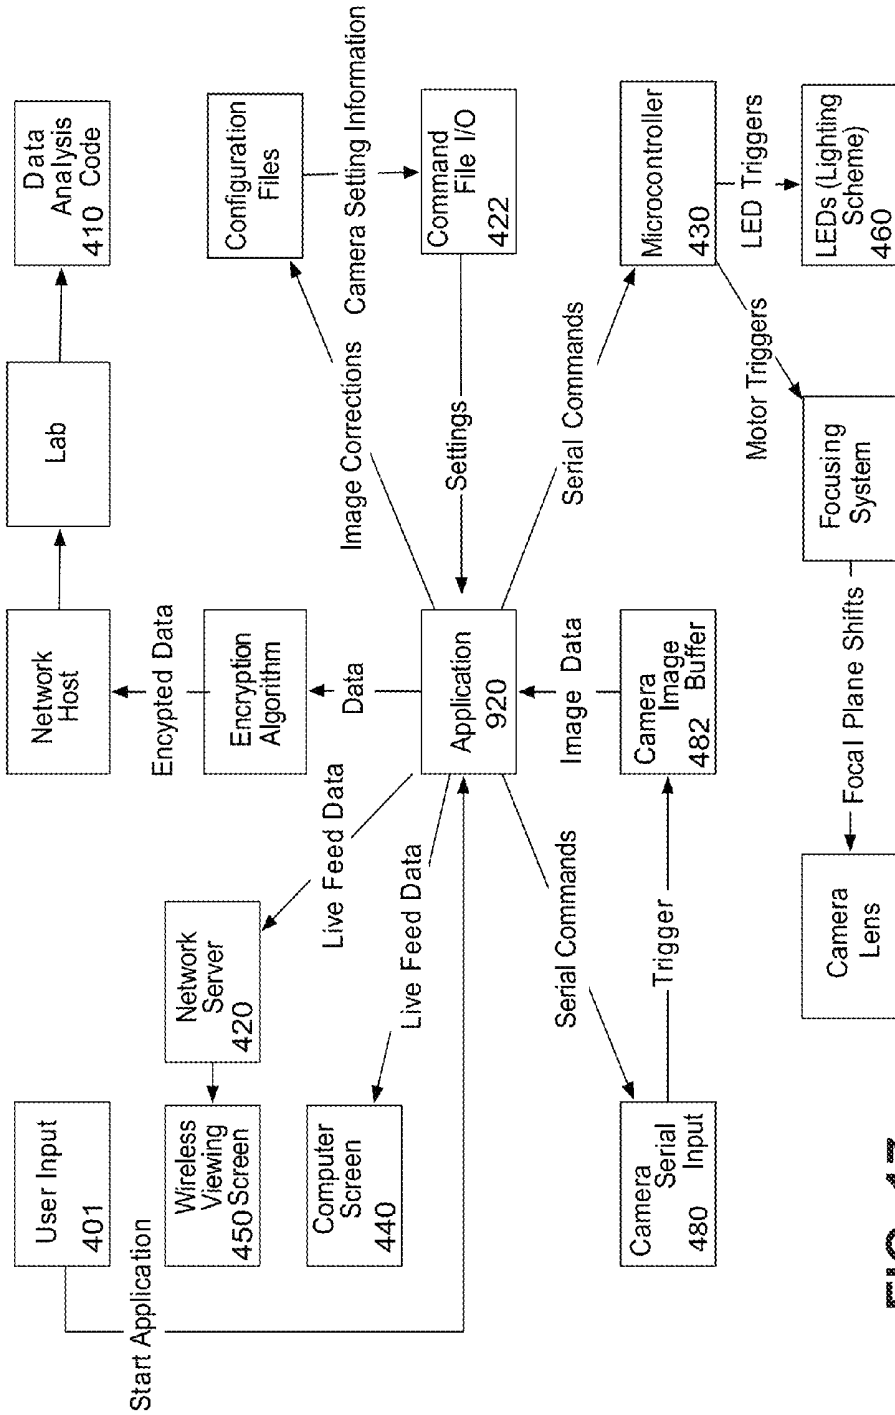 User Input
401
Start Application
Network
Host
Lab
Data
Analysis
410 Code
Encypted Data
Wireless
Viewing
450 Screen
Network
Server
420
Encryption
Algorithm
Configuration
Files
Live Feed Data
Data
Image Corrections
Camera Setting Information
Computer
Screen
440
Live Feed Data
Application
920
Settings
Command
File I/O
422
Serial Commands
Image Data
Serial Commands
Camera
Serial
Input
480
Trigger
Camera
Image
Buffer
482
Microcontroller
430
Motor Triggers
LED Triggers
Camera
Lens
Focal Plane Shifts
Focusing
System
LEDs (Lighting
Scheme)
460